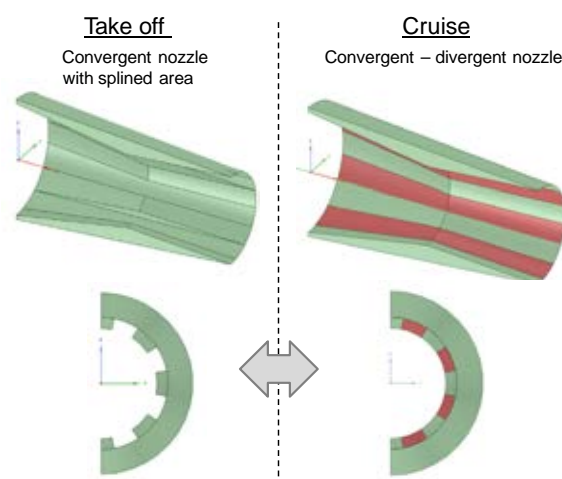 Take off
Convergent nozzle
with splined area
Cruise
Convergent – divergent nozzle